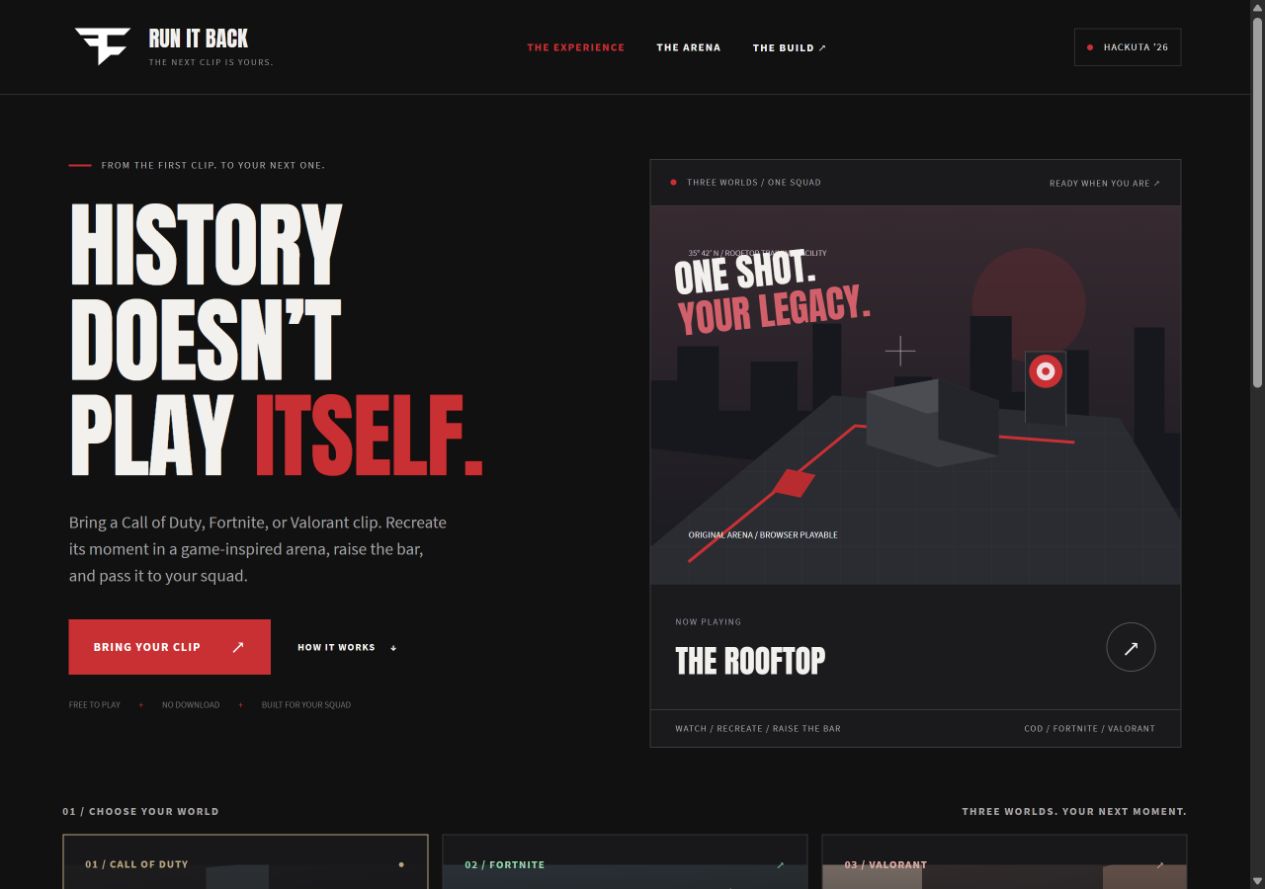 RUN IT BACK
THE NEXT CLIP IS YOURS.
THE EXPERIENCE
THE ARENA
THE BUILD ↗
HACKUTA '26
FROM THE FIRST CLIP. TO YOUR NEXT ONE.
HISTORY
DOESN’T
PLAY ITSELF.
Bring a Call of Duty, Fortnite, or Valorant clip. Recreate
its moment in a game-inspired arena, raise the bar,
and pass it to your squad.
BRING YOUR CLIP ↗
HOW IT WORKS ↓
FREE TO PLAY + NO DOWNLOAD + BUILT FOR YOUR SQUAD
THREE WORLDS / ONE SQUAD
READY WHEN YOU ARE ↗
35° 42' N / ROOFTOP
ONE SHOT.
YOUR LEGACY.
ORIGINAL ARENA / BROWSER PLAYABLE
NOW PLAYING
THE ROOFTOP
↗
WATCH / RECREATE / RAISE THE BAR
COD / FORTNITE / VALORANT
01 / CHOOSE YOUR WORLD
THREE WORLDS. YOUR NEXT MOMENT.
01 / CALL OF DUTY
02 / FORTNITE ↗
03 / VALORANT ↗